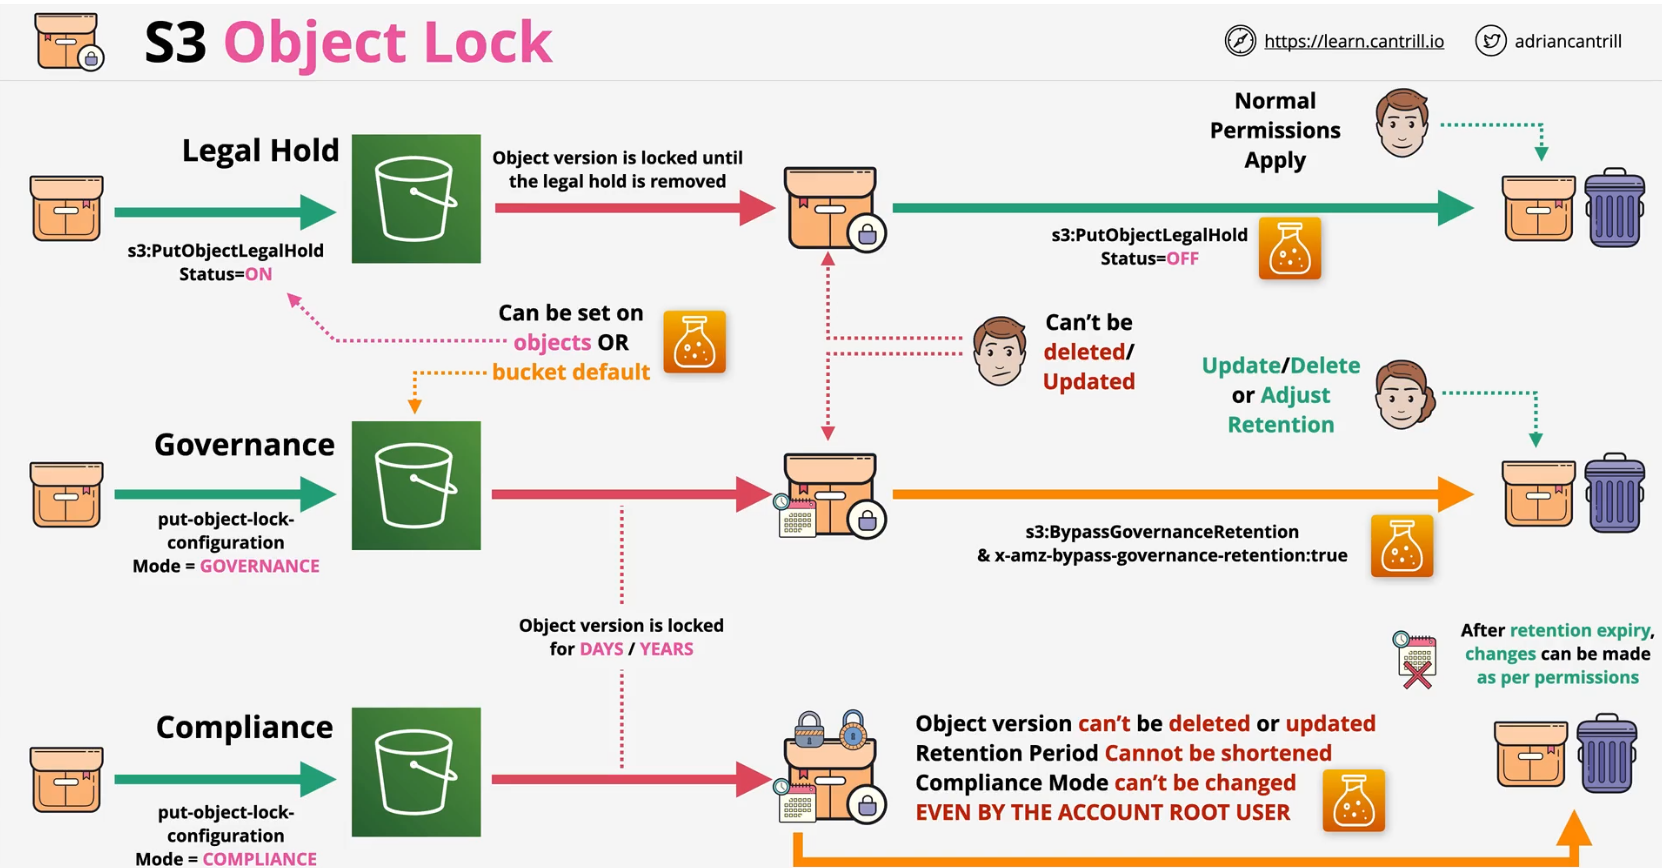 S3 Object Lock
https://learn.cantrill.io
adriancantrill
Legal Hold
s3:PutObjectLegalHold
Status=ON
Object version is locked until
the legal hold is removed
s3:PutObjectLegalHold
Status=OFF
Normal
Permissions
Apply
Can be set on
objects OR
bucket default
Can't be
deleted/
Updated
Update/Delete
or Adjust
Retention
Governance
put-object-lock-
configuration
Mode = GOVERNANCE
s3:BypassGovernanceRetention
& x-amz-bypass-governance-retention:true
Object version is locked
for DAYS / YEARS
After retention expiry,
changes can be made
as per permissions
Compliance
put-object-lock-
configuration
Mode = COMPLIANCE
Object version can't be deleted or updated
Retention Period Cannot be shortened
Compliance Mode can't be changed
EVEN BY THE ACCOUNT ROOT USER